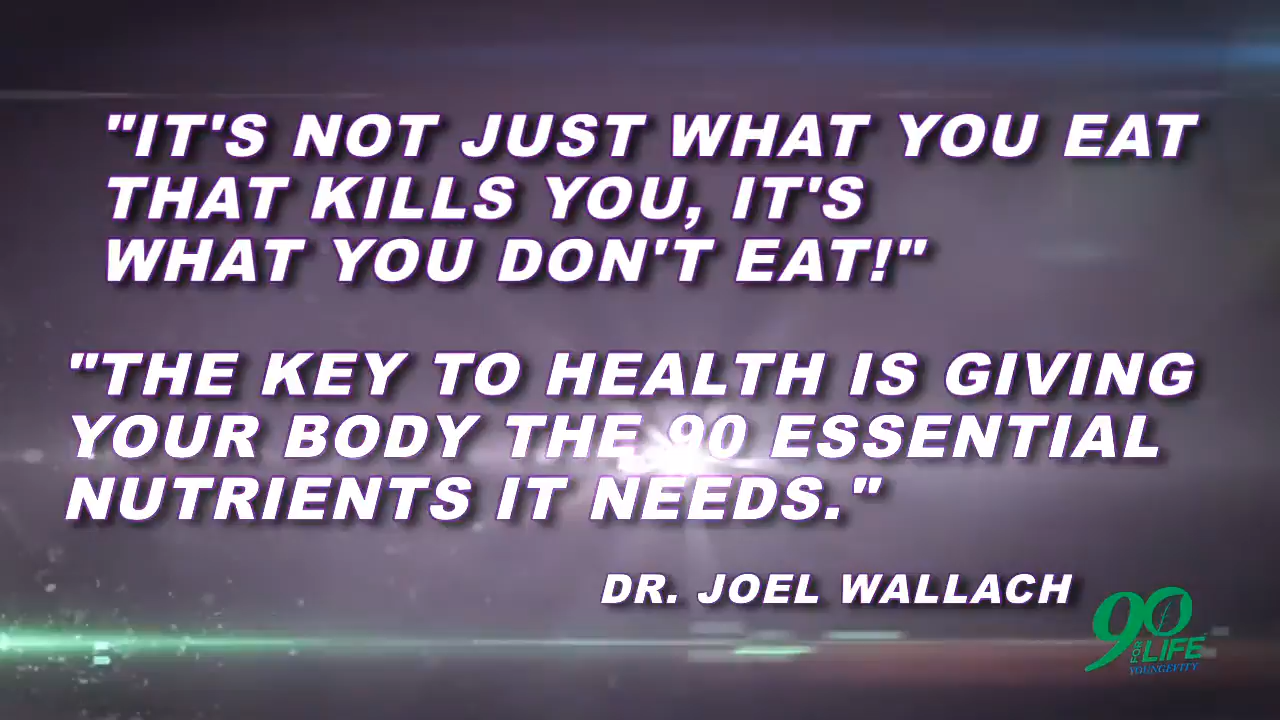 "IT'S NOT JUST WHAT YOU EAT
THAT KILLS YOU, IT'S
WHAT YOU DON'T EAT!"
"THE KEY TO HEALTH IS GIVING
YOUR BODY THE 90 ESSENTIAL
NUTRIENTS IT NEEDS."
DR. JOEL WALLACH
90
FOR LIFE
YOUNGEVITY